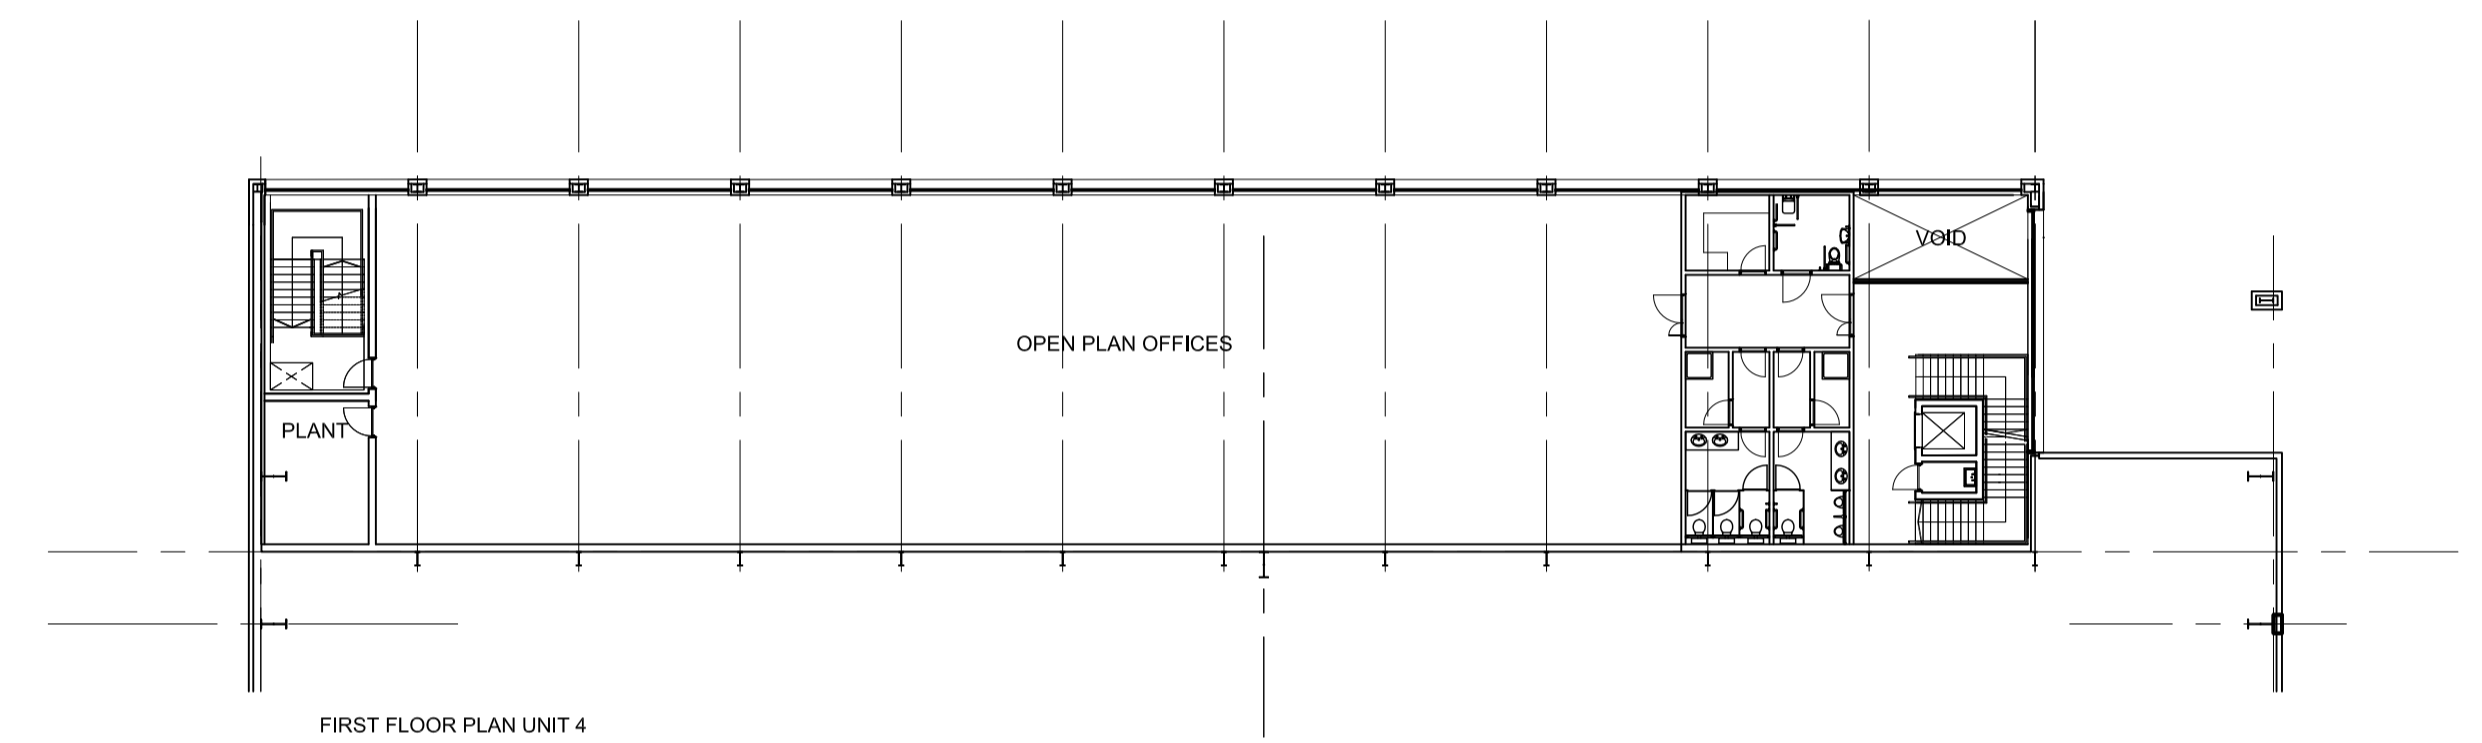 VOID
OPEN PLAN OFFICES
PLANT
FIRST FLOOR PLAN UNIT 4